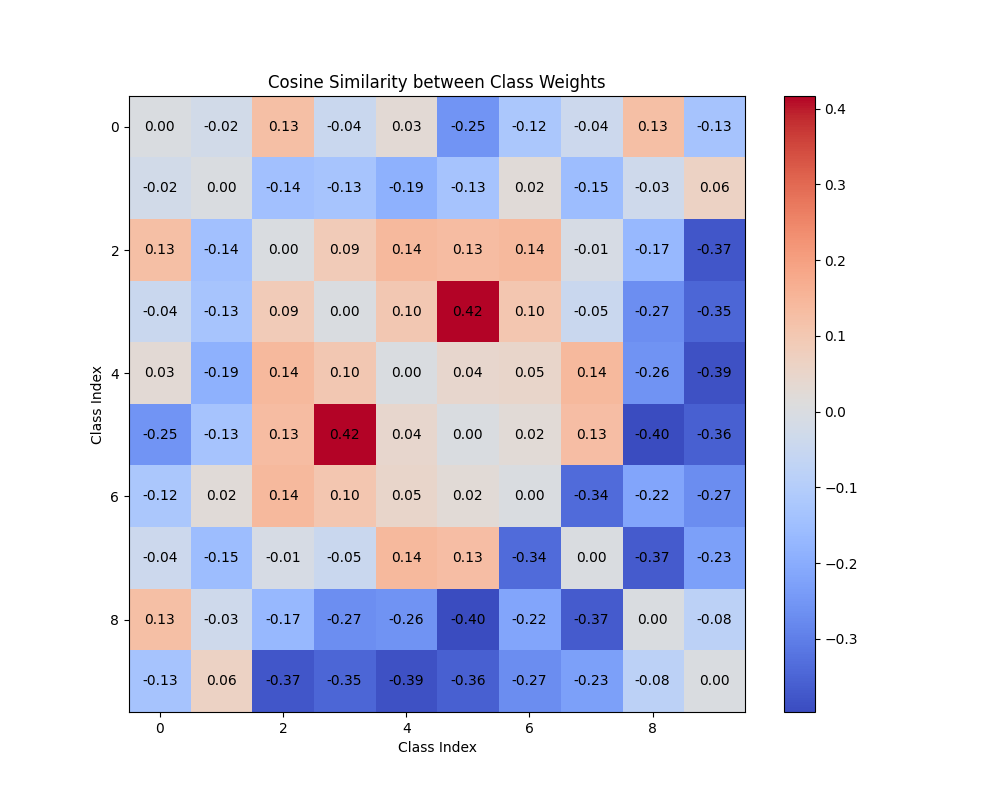 Cosine Similarity between Class Weights
0 0.00 -0.02 0.13 -0.04 0.03 -0.25 -0.12 -0.04 0.13 -0.13
-0.02 0.00 -0.14 -0.13 -0.19 -0.13 0.02 -0.15 -0.03 0.06
2 0.13 -0.14 0.00 0.09 0.14 0.13 0.14 -0.01 -0.17 -0.37
-0.04 -0.13 0.09 0.00 0.10 0.42 0.10 -0.05 -0.27 -0.35
4 0.03 -0.19 0.14 0.10 0.00 0.04 0.05 0.14 -0.26 -0.39
-0.25 -0.13 0.13 0.42 0.04 0.00 0.02 0.13 -0.40 -0.36
6 -0.12 0.02 0.14 0.10 0.05 0.02 0.00 -0.34 -0.22 -0.27
-0.04 -0.15 -0.01 -0.05 0.14 0.13 -0.34 0.00 -0.37 -0.23
8 0.13 -0.03 -0.17 -0.27 -0.26 -0.40 -0.22 -0.37 0.00 -0.08
-0.13 0.06 -0.37 -0.35 -0.39 -0.36 -0.27 -0.23 -0.08 0.00
0 2 4 6 8
Class Index
Class Index
0.4
0.3
0.2
0.1
0.0
−0.1
−0.2
−0.3